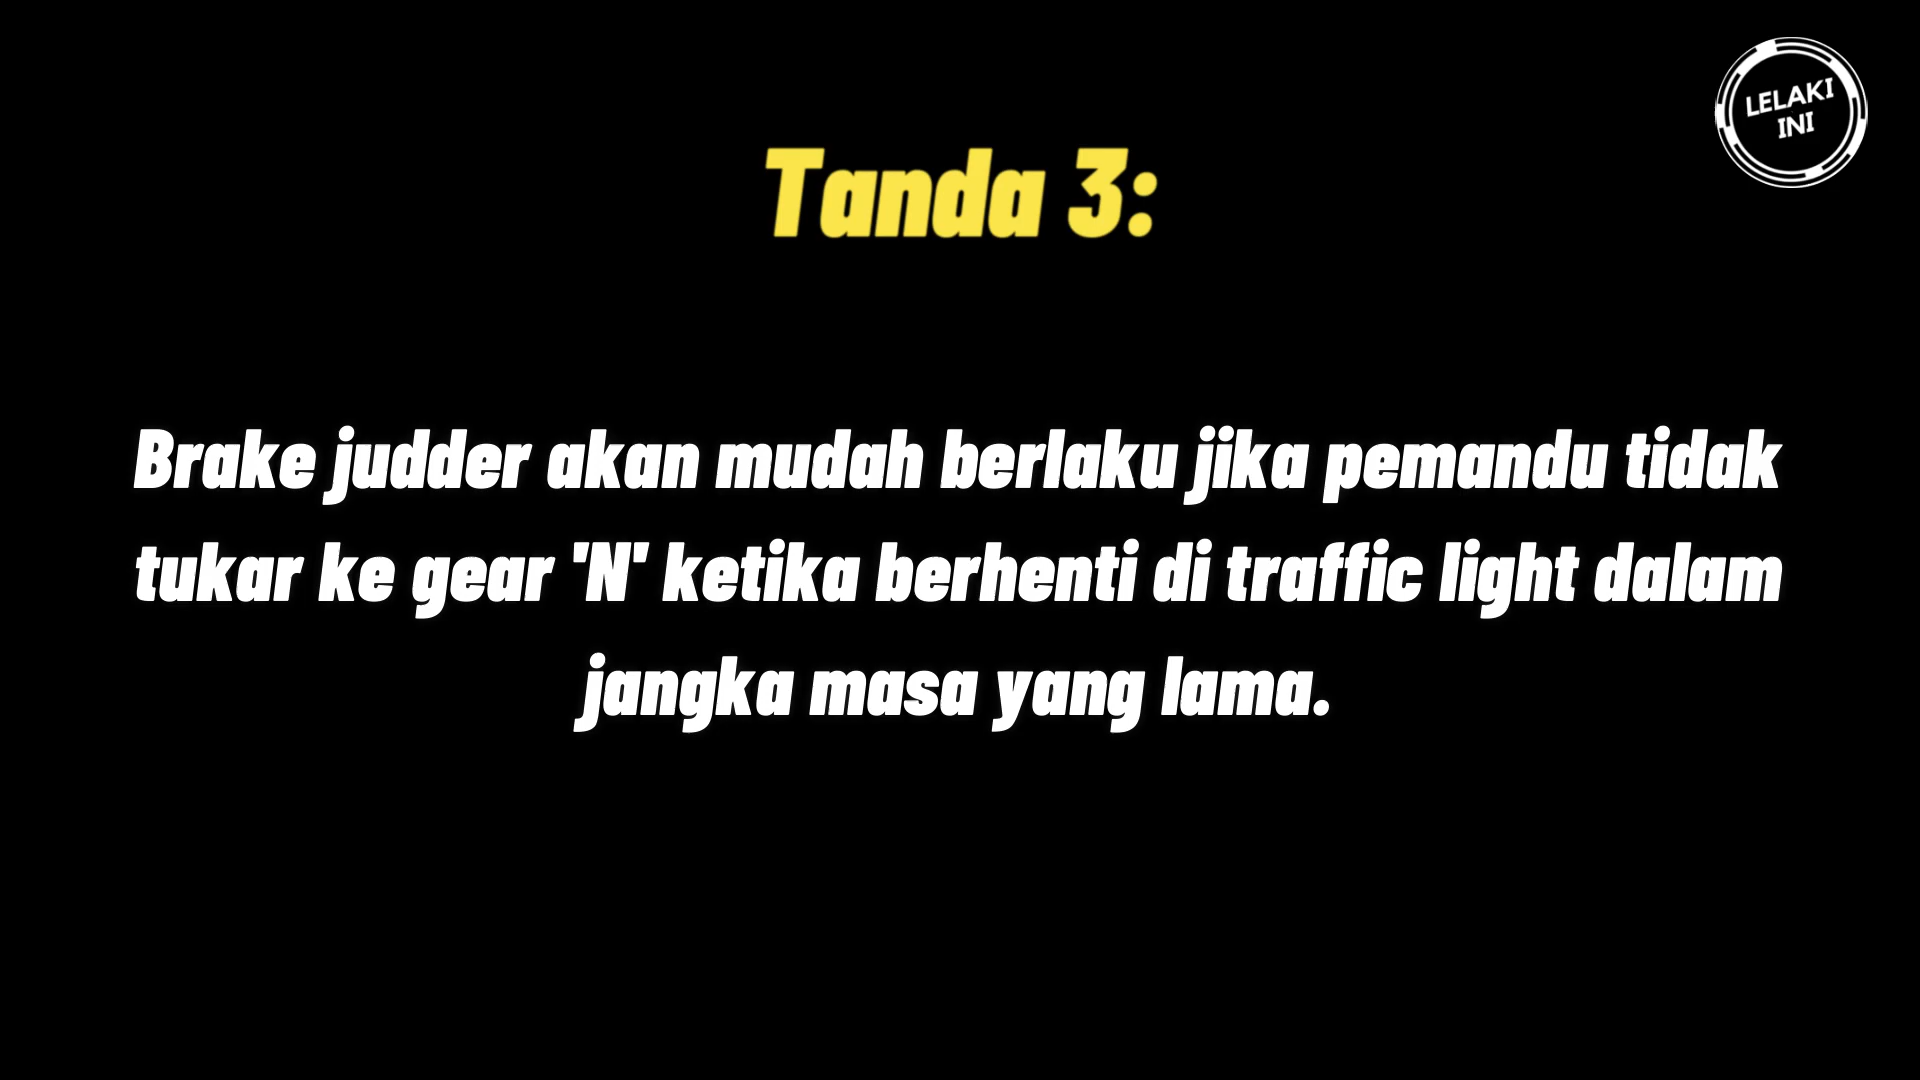 LELAKI
INI
Tanda 3:
Brake judder akan mudah berlaku jika pemandu tidak
tukar ke gear 'N' ketika berhenti di traffic light dalam
jangka masa yang lama.